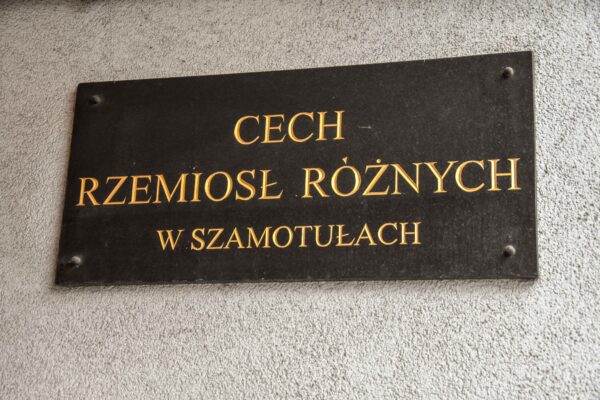 CECH
RZEMIOSŁ RÓŻNYCH
W SZAMOTUŁACH